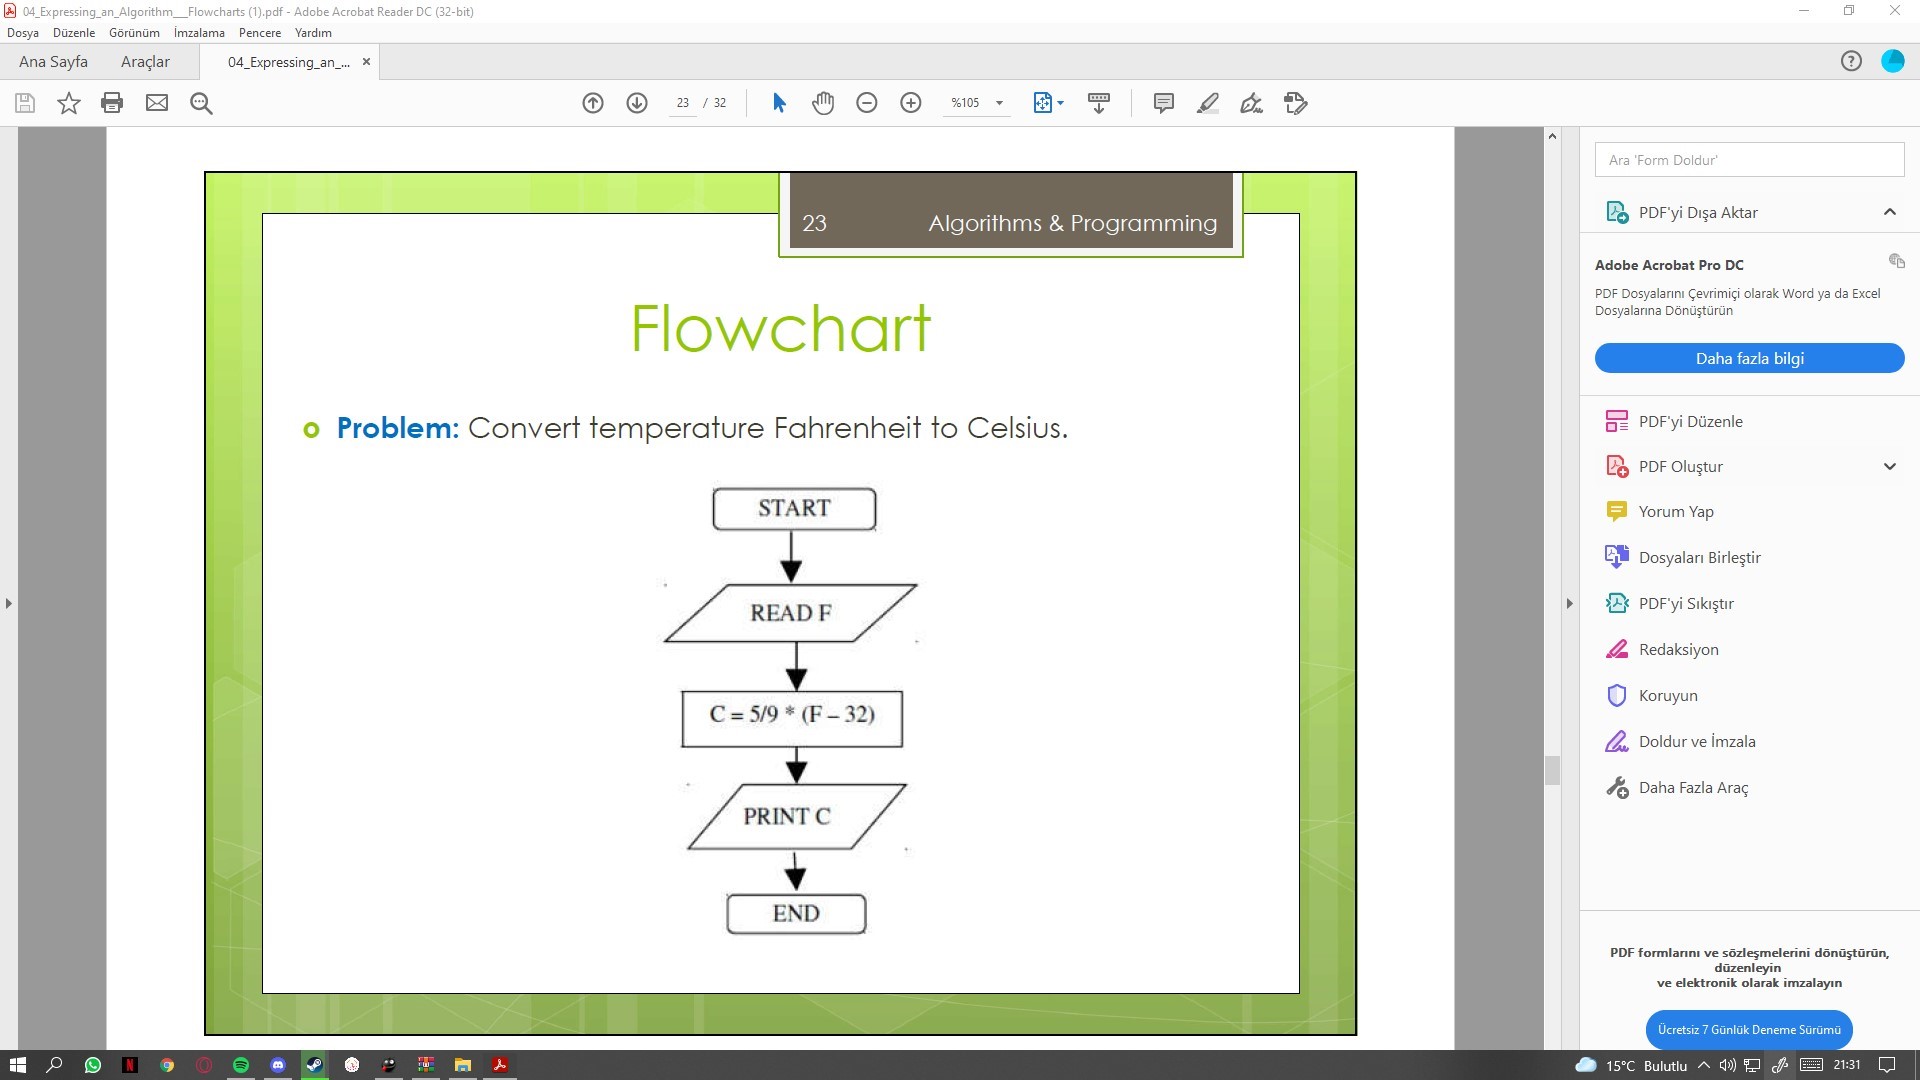 04_Expressing_an_Algorithm___Flowcharts (1).pdf - Adobe Acrobat Reader DC (32-bit)
Dosya Düzenle Görünüm İmzalama Pencere Yardım
Ana Sayfa Araçlar 04_Expressing_an_... ×
23 / 32 %105
23 Algorithms & Programming
Flowchart
Problem: Convert temperature Fahrenheit to Celsius.
START
READ F
C = 5/9 * (F – 32)
PRINT C
END
Ara 'Form Doldur'
PDF'yi Dışa Aktar
Adobe Acrobat Pro DC
PDF Dosyalarını Çevrimiçi olarak Word ya da Excel
Dosyalarına Dönüştürün
Daha fazla bilgi
PDF'yi Düzenle
PDF Oluştur
Yorum Yap
Dosyaları Birleştir
PDF'yi Sıkıştır
Redaksiyon
Koruyun
Doldur ve İmzala
Daha Fazla Araç
PDF formlarını ve sözleşmelerini dönüştürün,
düzenleyin
ve elektronik olarak imzalayın
Ücretsiz 7 Günlük Deneme Sürümü
15°C Bulutlu 21:31